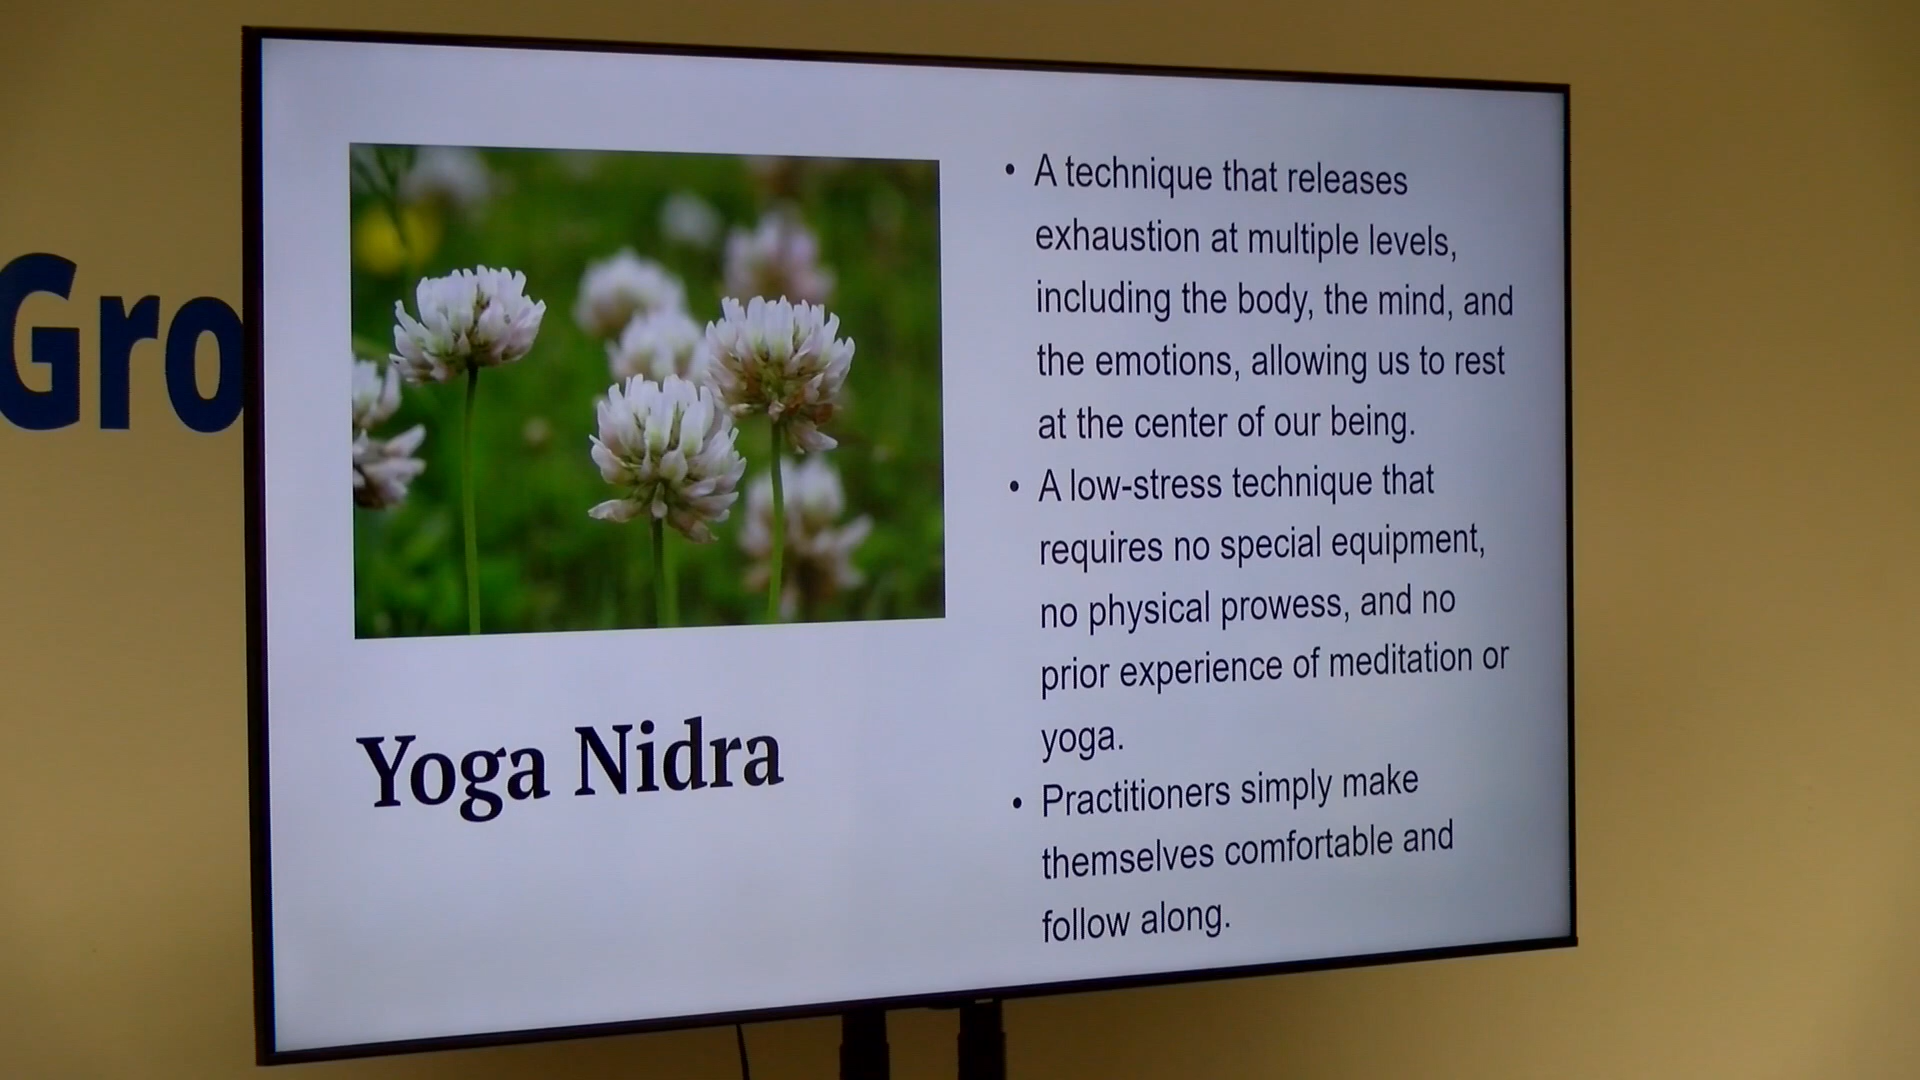 Gro
A technique that releases
exhaustion at multiple levels,
including the body, the mind, and
the emotions, allowing us to rest
at the center of our being.
A low-stress technique that
requires no special equipment,
no physical prowess, and no
prior experience of meditation or
yoga.
Practitioners simply make
themselves comfortable and
follow along.
Yoga Nidra